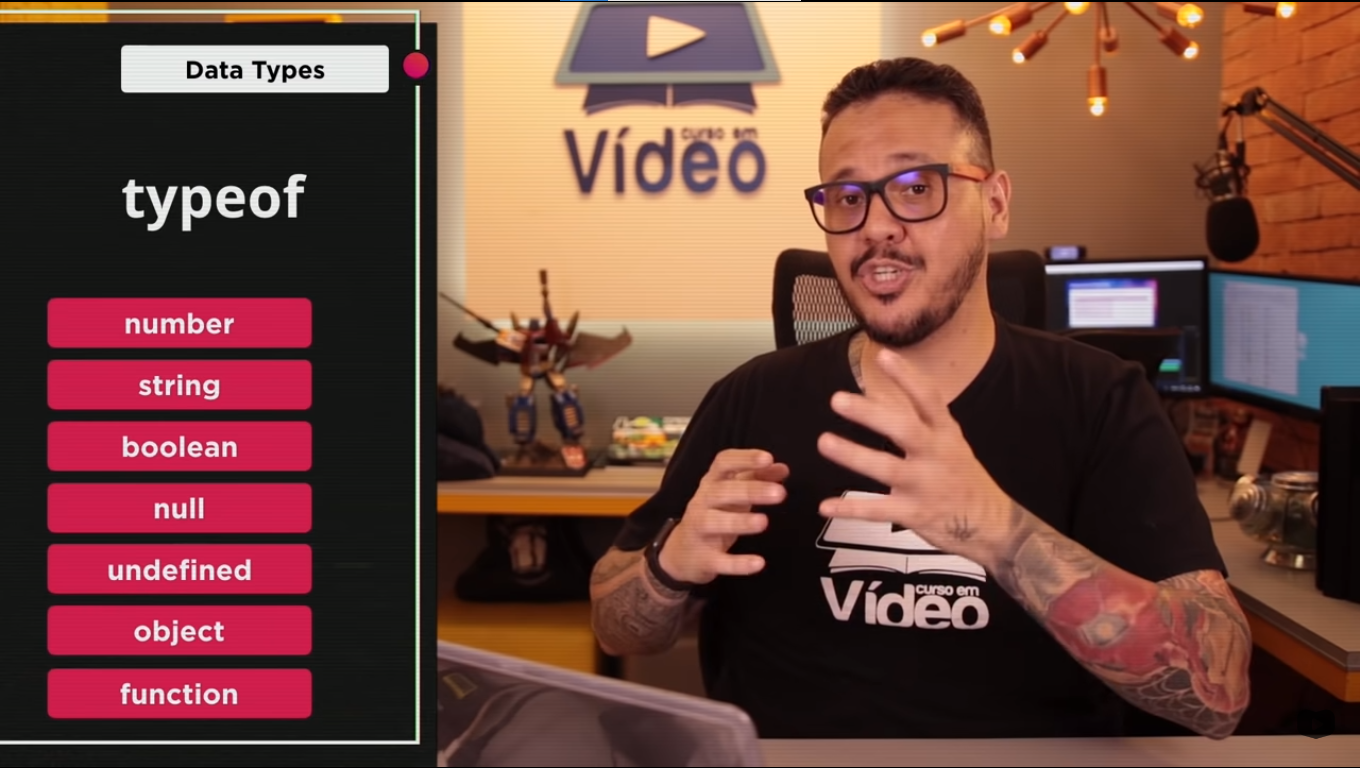 Data Types
typeof
number
string
boolean
null
undefined
object
function
curso em
Vídeo
curso em
Vídeo